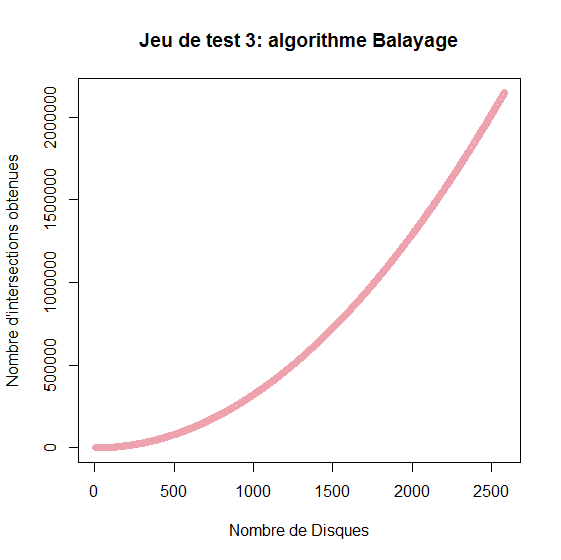 Jeu de test 3: algorithme Balayage
Nombre d'intersections obtenues
2000000
1500000
1000000
500000
0
0 500 1000 1500 2000 2500
Nombre de Disques